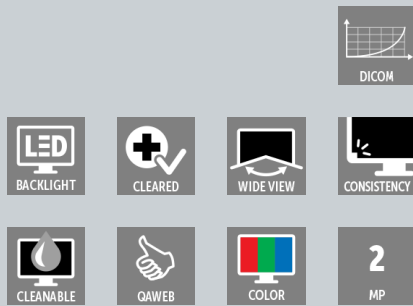 DICOM
LED
BACKLIGHT
CLEARED
WIDE VIEW
CONSISTENCY
CLEANABLE
QAWEB
COLOR
2
MP